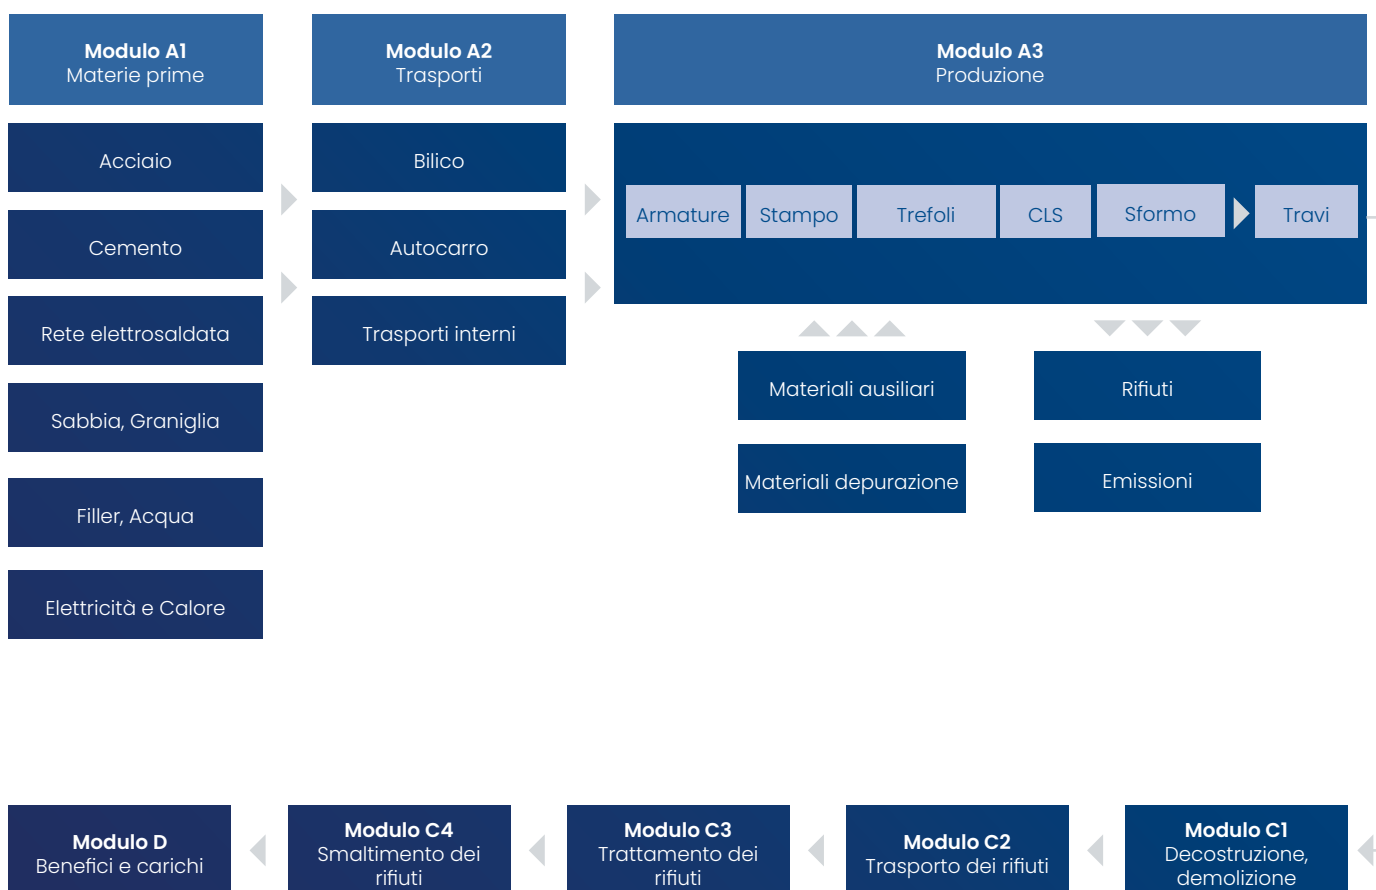 Modulo A1
Materie prime
Modulo A2
Trasporti
Modulo A3
Produzione
Acciaio
Cemento
Rete elettrosaldata
Sabbia, Graniglia
Filler, Acqua
Elettricità e Calore
Bilico
Autocarro
Trasporti interni
Armature
Stampo
Trefoli
CLS
Sformo
Travi
Materiali ausiliari
Materiali depurazione
Rifiuti
Emissioni
Modulo D
Benefici e carichi
Modulo C4
Smaltimento dei
rifiuti
Modulo C3
Trattamento dei
rifiuti
Modulo C2
Trasporto dei rifiuti
Modulo C1
Decostruzione,
demolizione